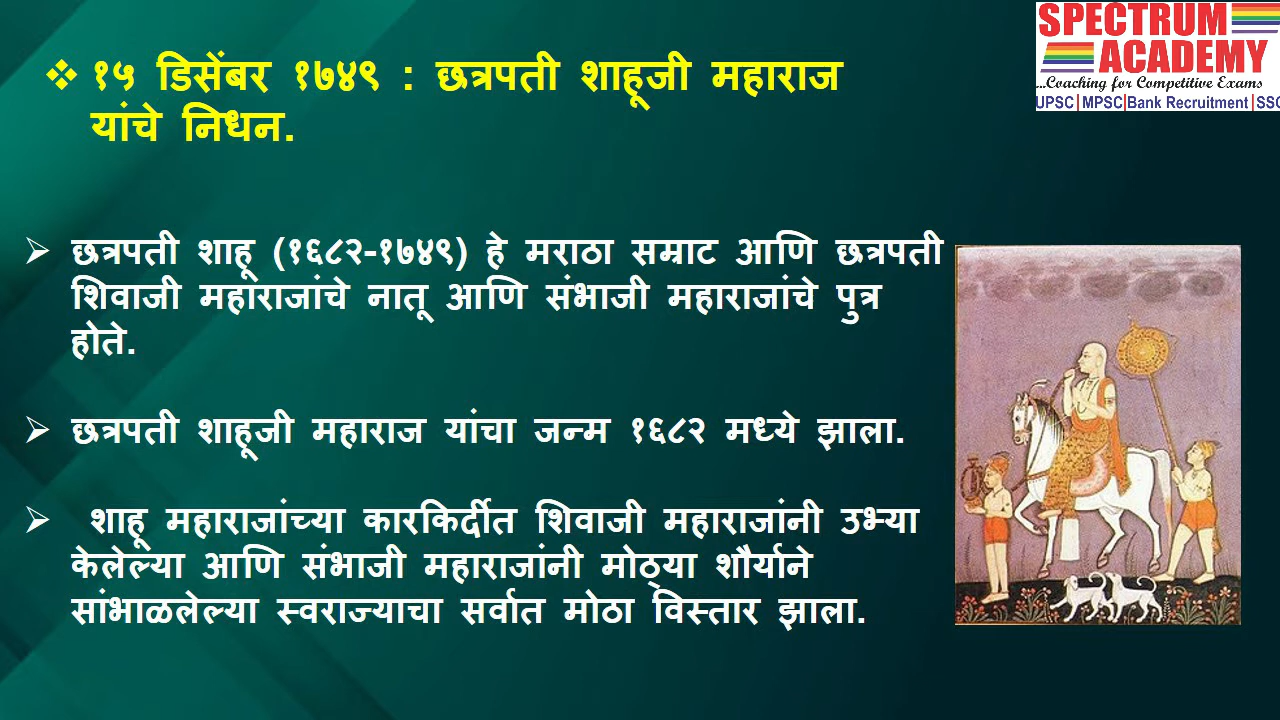 SPECTRUM
ACADEMY
...Coaching for Competitive Exams
UPSC|MPSC|Bank Recruitment |SSC
❖ १५ डिसेंबर १७४९ : छत्रपती शाहूजी महाराज
यांचे निधन.
➢ छत्रपती शाहू (१६८२-१७४९) हे मराठा सम्राट आणि छत्रपती
शिवाजी महाराजांचे नातू आणि संभाजी महाराजांचे पुत्र
होते.
➢ छत्रपती शाहूजी महाराज यांचा जन्म १६८२ मध्ये झाला.
➢ शाहू महाराजांच्या कारकिर्दीत शिवाजी महाराजांनी उभ्या
केलेल्या आणि संभाजी महाराजांनी मोठ्या शौर्याने
सांभाळलेल्या स्वराज्याचा सर्वात मोठा विस्तार झाला.